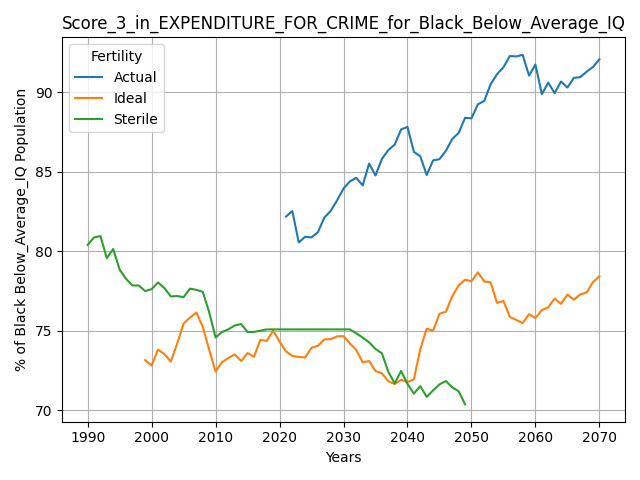 Score_3_in_EXPENDITURE_FOR_CRIME_for_Black_Below_Average_IQ
Fertility
Actual
Ideal
Sterile
% of Black Below_Average_IQ Population
90
85
80
75
70
1990 2000 2010 2020 2030 2040 2050 2060 2070
Years